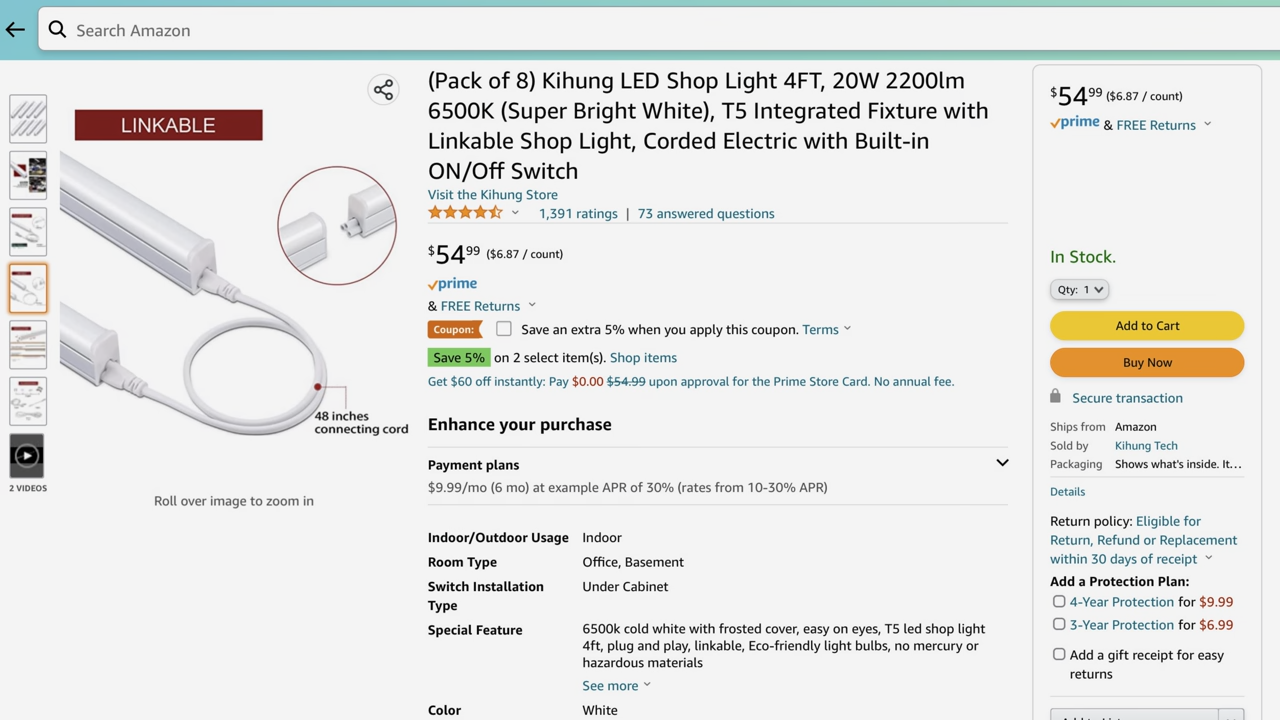 Search Amazon
LINKABLE
48 inches
connecting cord
2 VIDEOS
Roll over image to zoom in
(Pack of 8) Kihung LED Shop Light 4FT, 20W 2200lm
6500K (Super Bright White), T5 Integrated Fixture with
Linkable Shop Light, Corded Electric with Built-in
ON/Off Switch
Visit the Kihung Store
1,391 ratings | 73 answered questions
$5499 ($6.87 / count)
prime
& FREE Returns
Coupon: Save an extra 5% when you apply this coupon. Terms
Save 5% on 2 select item(s). Shop items
Get $60 off instantly: Pay $0.00 $54.99 upon approval for the Prime Store Card. No annual fee.
Enhance your purchase
Payment plans
$9.99/mo (6 mo) at example APR of 30% (rates from 10-30% APR)
Indoor/Outdoor Usage Indoor
Room Type Office, Basement
Switch Installation Under Cabinet
Type
Special Feature 6500k cold white with frosted cover, easy on eyes, T5 led shop light
4ft, plug and play, linkable, Eco-friendly light bulbs, no mercury or
hazardous materials
See more
Color White
$5499 ($6.87 / count)
prime & FREE Returns
In Stock.
Qty: 1
Add to Cart
Buy Now
Secure transaction
Ships from Amazon
Sold by Kihung Tech
Packaging Shows what's inside. It…
Details
Return policy: Eligible for
Return, Refund or Replacement
within 30 days of receipt
Add a Protection Plan:
4-Year Protection for $9.99
3-Year Protection for $6.99
Add a gift receipt for easy
returns